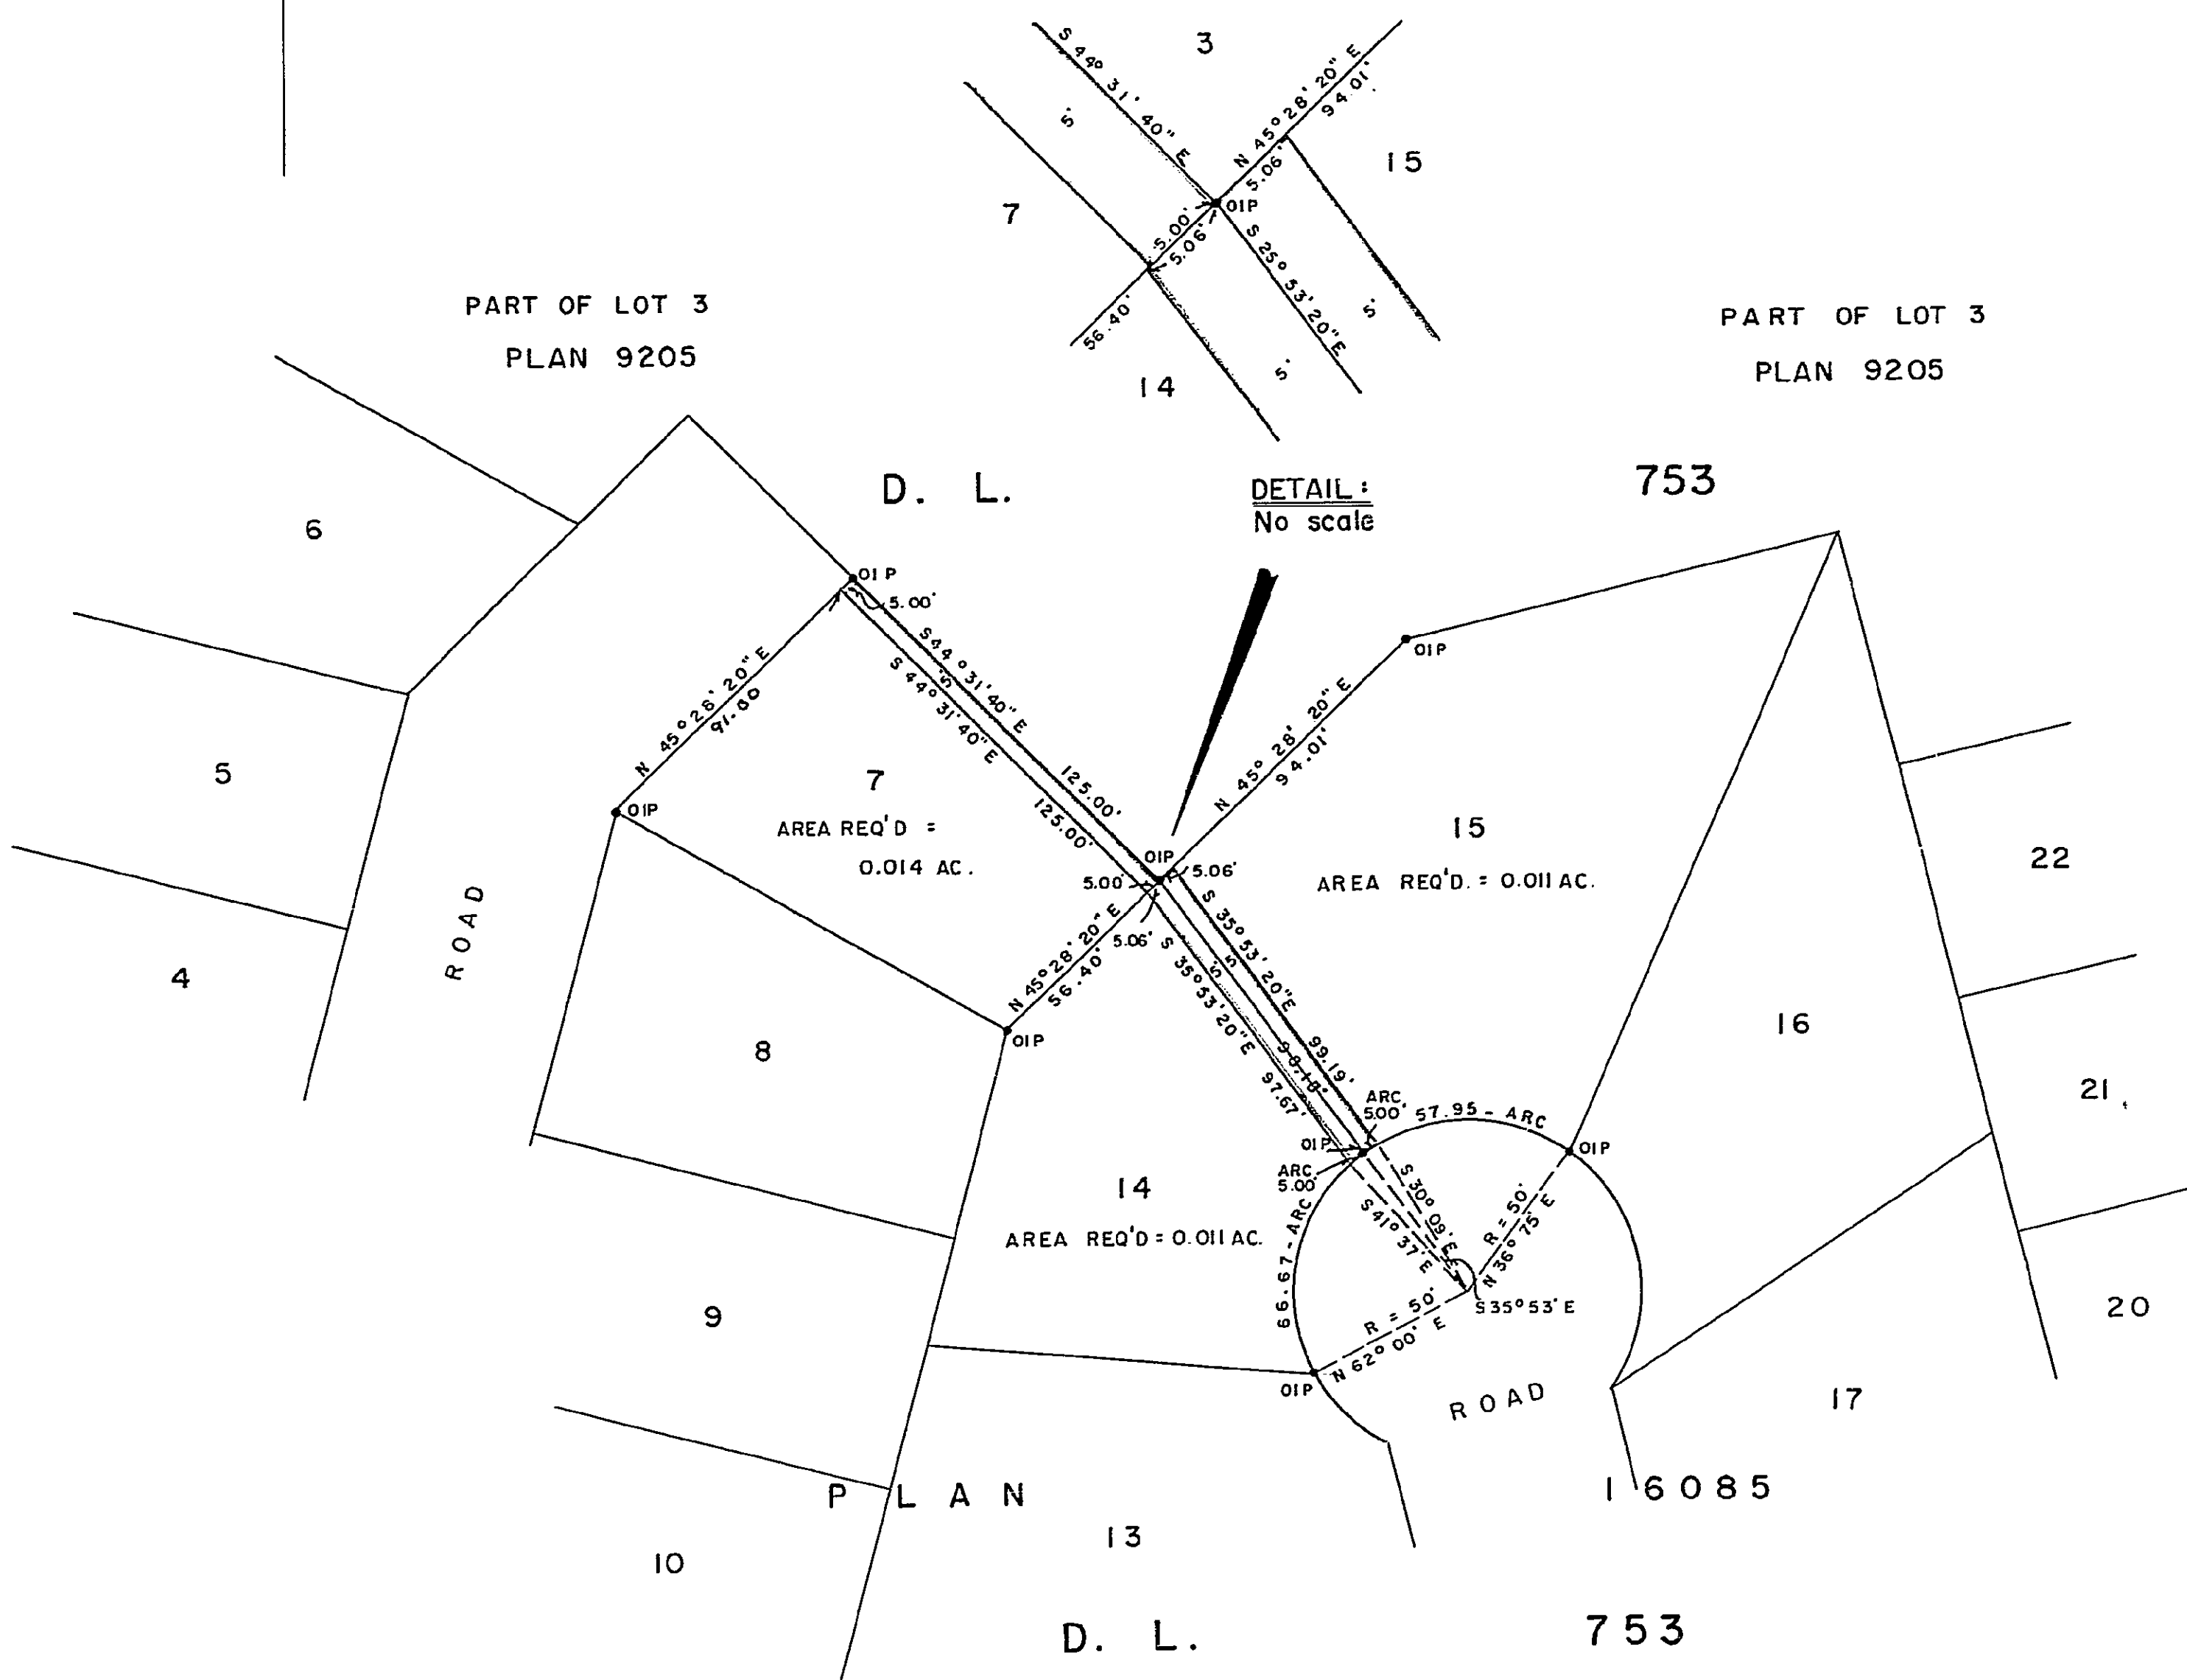 3
S 44° 31' 40" E
N 45° 28' 20" E
94.01'
5'
15
5.06'
OIP
7
5.00'
5.06'
S 25° 53' 20" E
56.40'
5'
5'
14
PART OF LOT 3
PLAN 9205
PART OF LOT 3
PLAN 9205
D. L.
753
DETAIL:
No scale
6
OIP
5.00'
S 44° 31' 40" E
5'
S 44° 31' 40" E
125.00'
125.00'
N 45° 28' 20" E
OIP
OIP
N 45° 28' 20" E
94.01'
5
7
AREA REQ'D =
0.014 AC.
15
AREA REQ'D. = 0.011 AC.
22
OIP
5.06'
5.00'
5.06'
N 45° 28' 20" E
56.40'
OIP
S 35° 53' 20" E
99.19'
5'
5'
S 35° 53' 20" E
97.67'
4
ROAD
8
16
21
ARC
5.00'
57.95 - ARC
OIP
OIP
ARC
5.00'
14
AREA REQ'D = 0.011 AC.
66.67 - ARC
S 41° 37' E
S 30° 09' E
R = 50'
N 36° 75' E
S 35° 53' E
R = 50'
N 62° 00' E
OIP
9
20
ROAD
17
PLAN
16085
13
10
D. L.
753